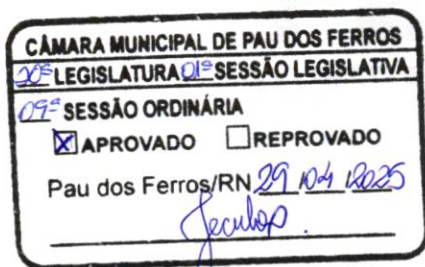 CÂMARA MUNICIPAL DE PAU DOS FERROS
20ª LEGISLATURA 01ª SESSÃO LEGISLATIVA
09ª SESSÃO ORDINÁRIA
☒ APROVADO ☐ REPROVADO
Pau dos Ferros/RN 29/04/2025